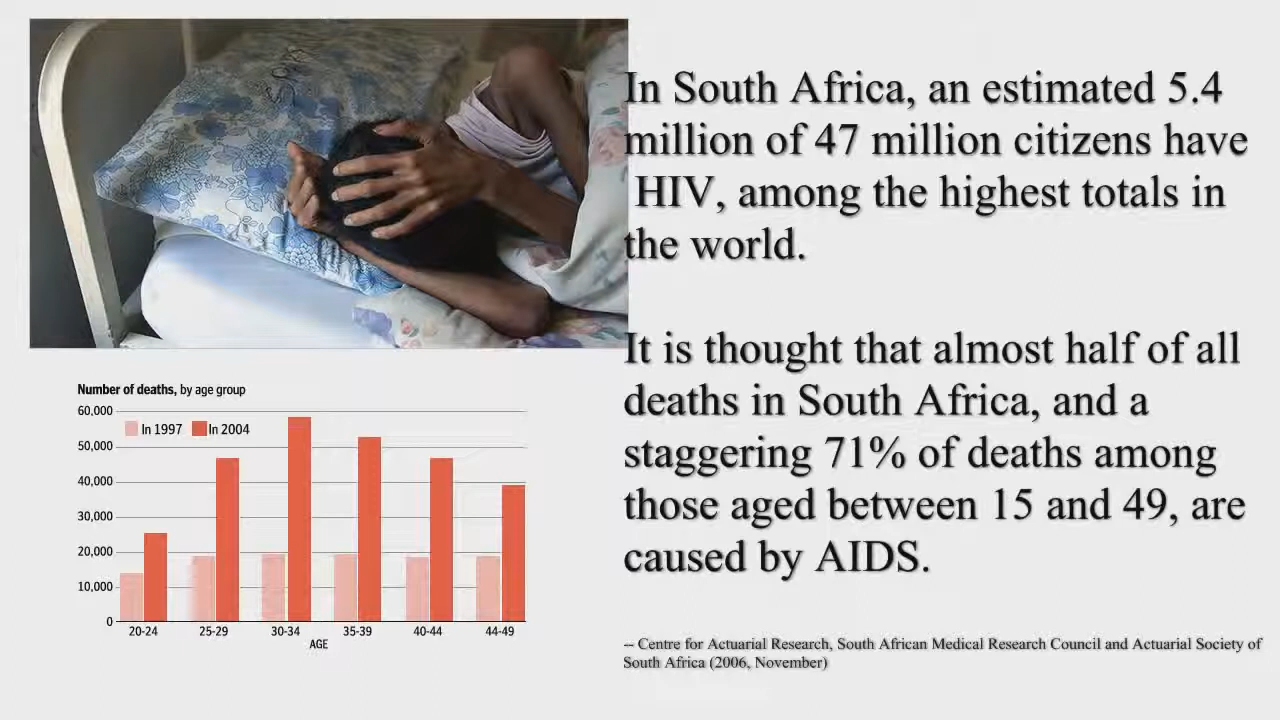 In South Africa, an estimated 5.4
million of 47 million citizens have
HIV, among the highest totals in
the world.
It is thought that almost half of all
deaths in South Africa, and a
staggering 71% of deaths among
those aged between 15 and 49, are
caused by AIDS.
-- Centre for Actuarial Research, South African Medical Research Council and Actuarial Society of
South Africa (2006, November)
Number of deaths, by age group
60,000
In 1997 In 2004
50,000
40,000
30,000
20,000
10,000
0
20-24 25-29 30-34 35-39 40-44 44-49
AGE